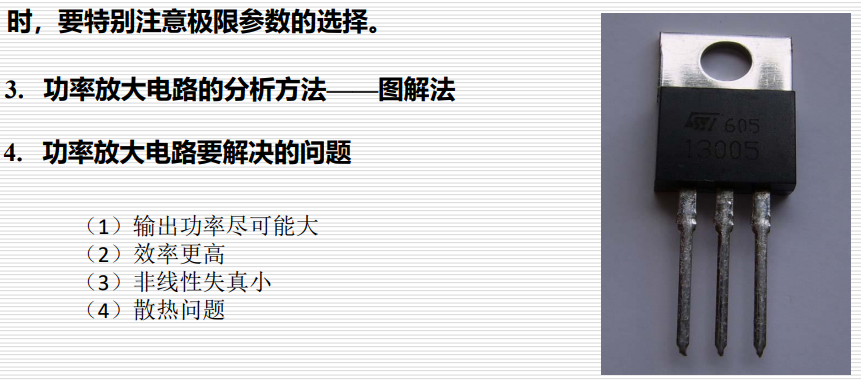 时，要特别注意极限参数的选择。
3. 功率放大电路的分析方法——图解法
4. 功率放大电路要解决的问题
（1）输出功率尽可能大
（2）效率更高
（3）非线性失真小
（4）散热问题
ST 605
13005